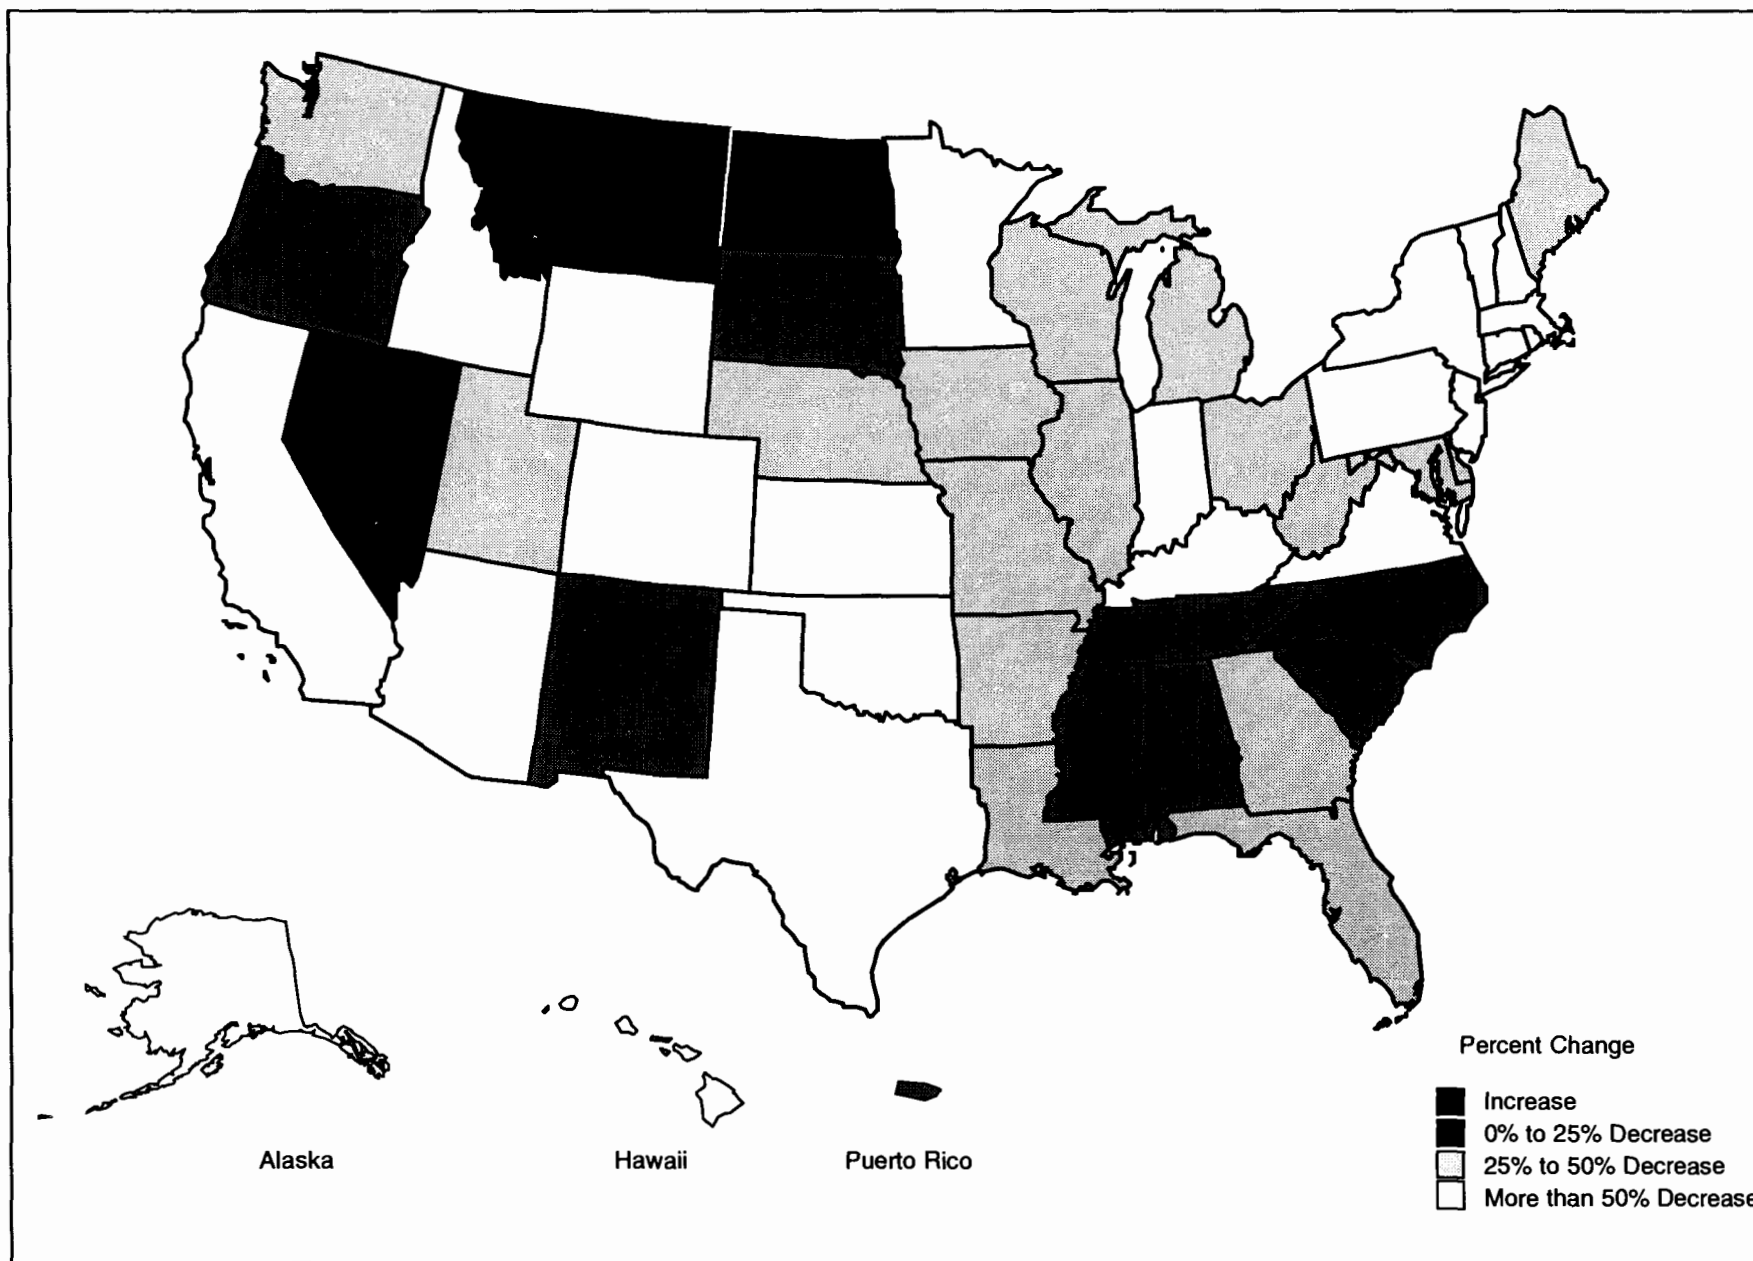 Percent Change
Increase
0% to 25% Decrease
25% to 50% Decrease
More than 50% Decrease
Alaska
Hawaii
Puerto Rico